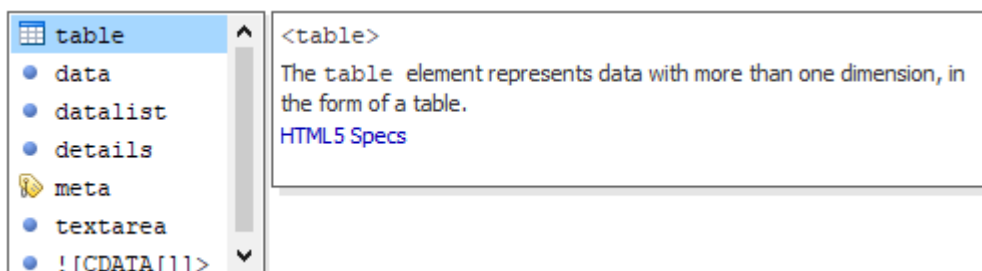 table
data
datalist
details
meta
textarea
![CDATA[]]>
<table>
The table element represents data with more than one dimension, in
the form of a table.
HTML5 Specs